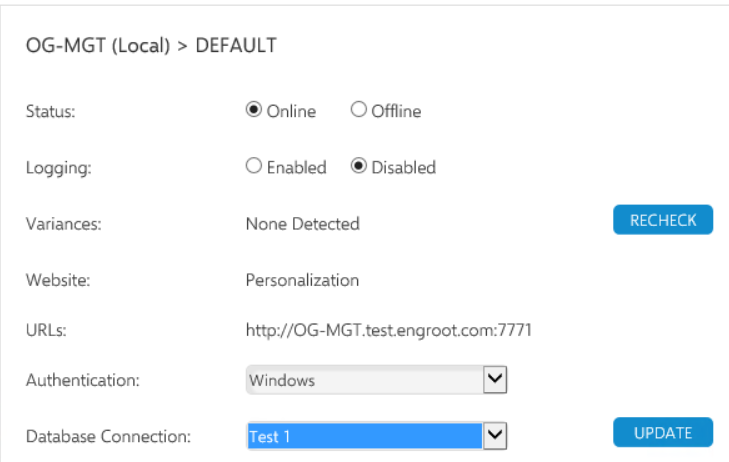 OG-MGT (Local) > DEFAULT
Status: Online Offline
Logging: Enabled Disabled
Variances: None Detected RECHECK
Website: Personalization
URLs: http://OG-MGT.test.engroot.com:7771
Authentication: Windows
Database Connection: Test 1 UPDATE